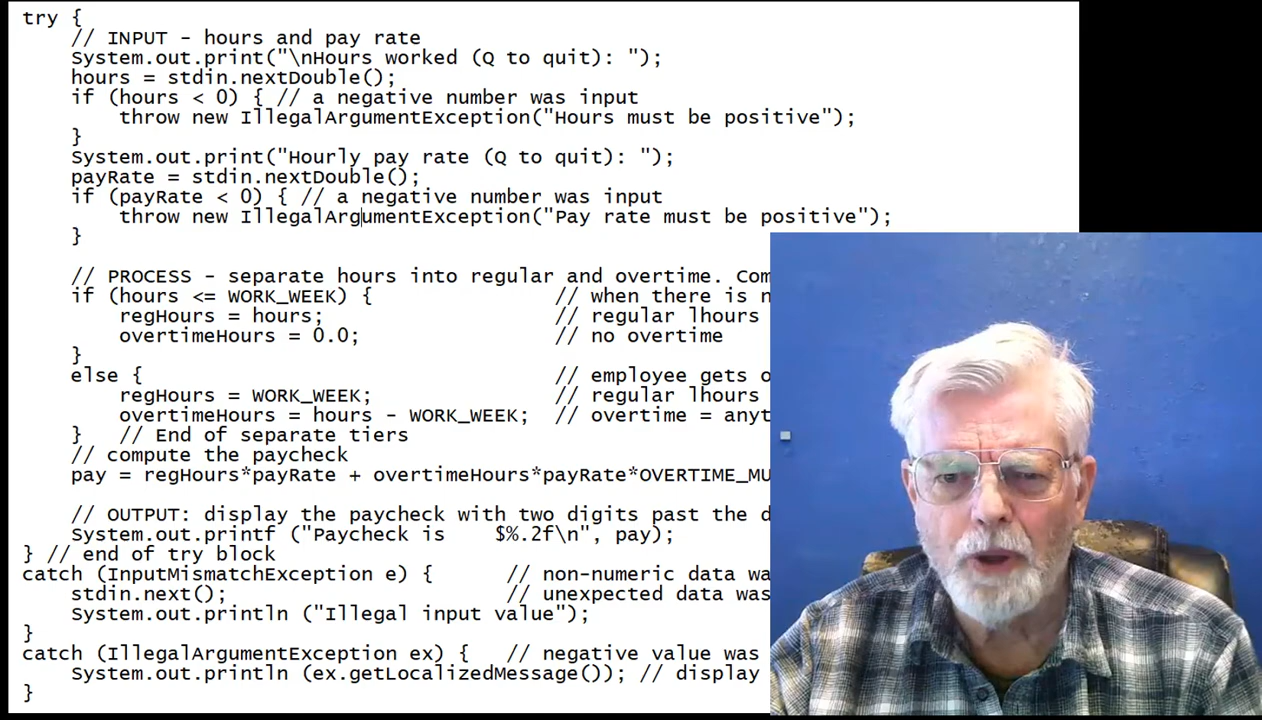 try {
// INPUT - hours and pay rate
System.out.print("\nHours worked (Q to quit): ");
hours = stdin.nextDouble();
if (hours < 0) { // a negative number was input
throw new IllegalArgumentException("Hours must be positive");
}
System.out.print("Hourly pay rate (Q to quit): ");
payRate = stdin.nextDouble();
if (payRate < 0) { // a negative number was input
throw new IllegalArgumentException("Pay rate must be positive");
}
// PROCESS - separate hours into regular and overtime. Com
if (hours <= WORK_WEEK) { // when there is n
regHours = hours; // regular lhours
overtimeHours = 0.0; // no overtime
}
else { // employee gets o
regHours = WORK_WEEK; // regular lhours
overtimeHours = hours - WORK_WEEK; // overtime = anyt
} // End of separate tiers
// compute the paycheck
pay = regHours*payRate + overtimeHours*payRate*OVERTIME_MU
// OUTPUT: display the paycheck with two digits past the d
System.out.printf ("Paycheck is $%.2f\n", pay);
} // end of try block
catch (InputMismatchException e) { // non-numeric data wa
stdin.next(); // unexpected data was
System.out.println ("Illegal input value");
}
catch (IllegalArgumentException ex) { // negative value was
System.out.println (ex.getLocalizedMessage()); // display
}